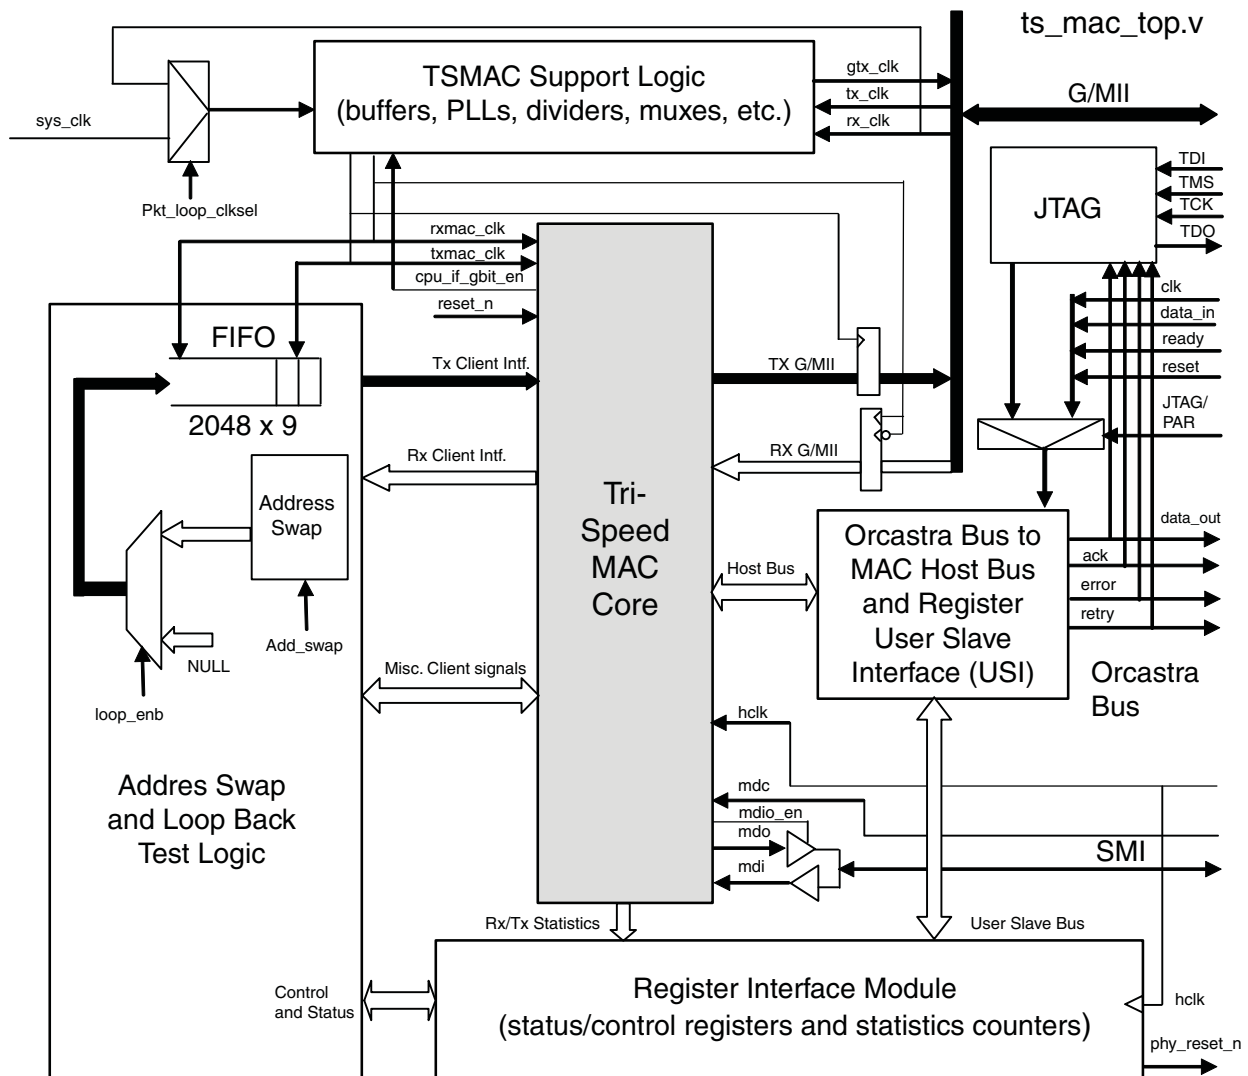 ts_mac_top.v
TSMAC Support Logic
(buffers, PLLs, dividers, muxes, etc.)
gtx_clk
tx_clk
rx_clk
G/MII
sys_clk
Pkt_loop_clksel
JTAG
TDI
TMS
TCK
TDO
rxmac_clk
txmac_clk
cpu_if_gbit_en
reset_n
clk
data_in
ready
reset
JTAG/
PAR
FIFO
2048 x 9
Tx Client Intf.
TX G/MII
Rx Client Intf.
RX G/MII
Address
Swap
Add_swap
NULL
loop_enb
Tri-
Speed
MAC
Core
Host Bus
Orcastra Bus to
MAC Host Bus
and Register
User Slave
Interface (USI)
data_out
ack
error
retry
Orcastra
Bus
Misc. Client signals
hclk
mdc
mdio_en
mdo
mdi
SMI
Addres Swap
and Loop Back
Test Logic
Rx/Tx Statistics
User Slave Bus
Control
and Status
Register Interface Module
(status/control registers and statistics counters)
hclk
phy_reset_n